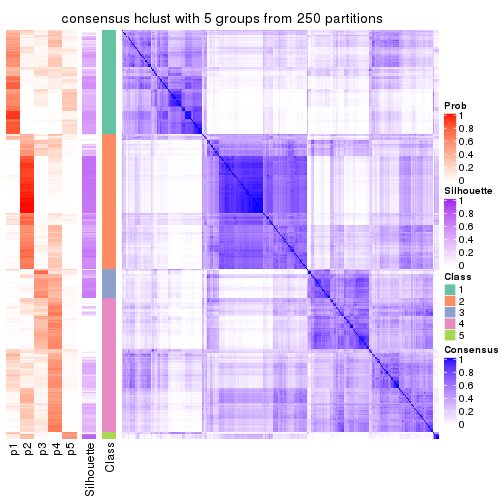 consensus hclust with 5 groups from 250 partitions
Prob
1
0.8
0.6
0.4
0.2
0
Silhouette
1
0.8
0.6
0.4
0.2
0
Class
1
2
3
4
5
Consensus
1
0.8
0.6
0.4
0.2
0
p1
p2
p3
p4
p5
Silhouette
Class